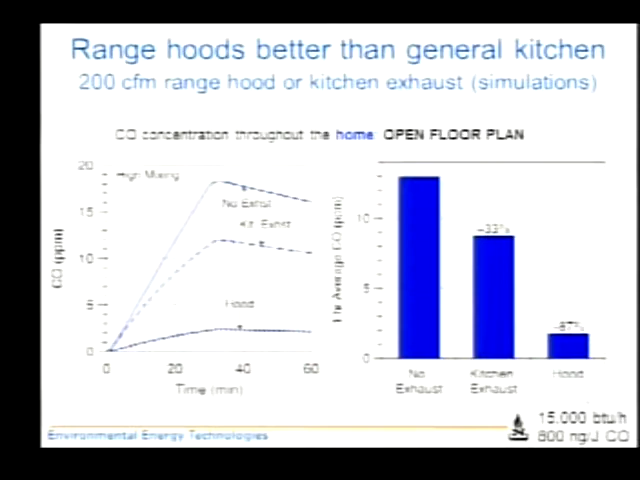 Range hoods better than general kitchen
200 cfm range hood or kitchen exhaust (simulations)
CO concentration throughout the home OPEN FLOOR PLAN
20
15
10
5
0
CO (ppm)
High Mixing
No Exhst
Kit. Exhst
Hood
0 20 40 60
Time (min)
1 Hr Average CO (ppm)
10
5
0
-33%
-87%
No Exhaust
Kitchen Exhaust
Hood
Environmental Energy Technologies
15,000 btu/h
800 ng/J CO